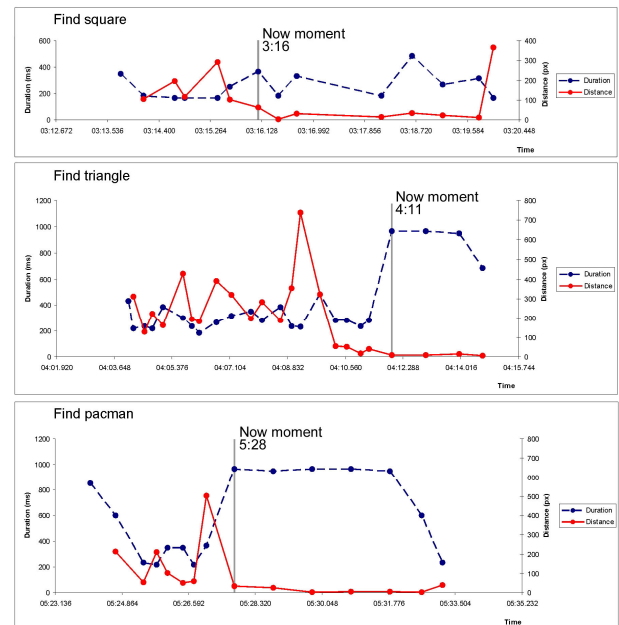 Find square
Now moment
3:16
600
400
200
0
Duration (ms)
400
300
200
100
0
Distance (px)
03:12.672 03:13.536 03:14.400 03:15.264 03:16.128 03:16.992 03:17.856 03:18.720 03:19.584 03:20.448
Time
Duration
Distance
Find triangle
Now moment
4:11
1200
1000
800
600
400
200
0
Duration (ms)
800
700
600
500
400
300
200
100
0
Distance (px)
04:01.920 04:03.648 04:05.376 04:07.104 04:08.832 04:10.560 04:12.288 04:14.016 04:15.744
Time
Duration
Distance
Find pacman
Now moment
5:28
1200
1000
800
600
400
200
0
Duration (ms)
800
700
600
500
400
300
200
100
0
Distance (px)
05:23.136 05:24.864 05:26.592 05:28.320 05:30.048 05:31.776 05:33.504 05:35.232
Time
Duration
Distance